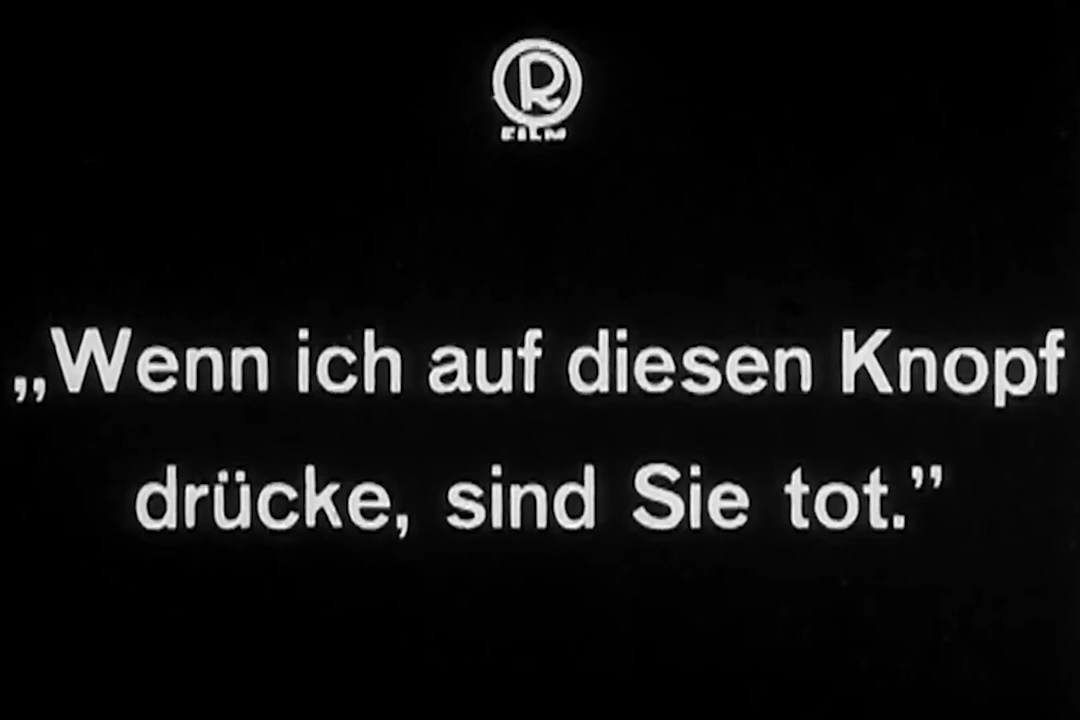 R
FILM
„Wenn ich auf diesen Knopf
drücke, sind Sie tot.”